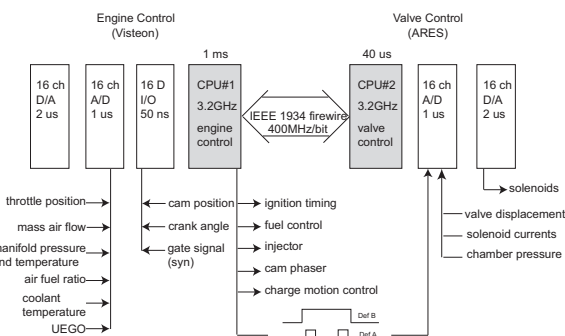 Engine Control
(Visteon)
Valve Control
(ARES)
1 ms
40 us
16 ch
D/A
2 us
16 ch
A/D
1 us
16 D
I/O
50 ns
CPU#1
3.2GHz
engine
control
IEEE 1934 firewire
400MHz/bit
CPU#2
3.2GHz
valve
control
16 ch
A/D
1 us
16 ch
D/A
2 us
throttle position
mass air flow
manifold pressure
and temperature
air fuel ratio
coolant
temperature
UEGO
cam position
crank angle
gate signal
(syn)
ignition timing
fuel control
injector
cam phaser
charge motion control
solenoids
valve displacement
solenoid currents
chamber pressure
Def B
Def A